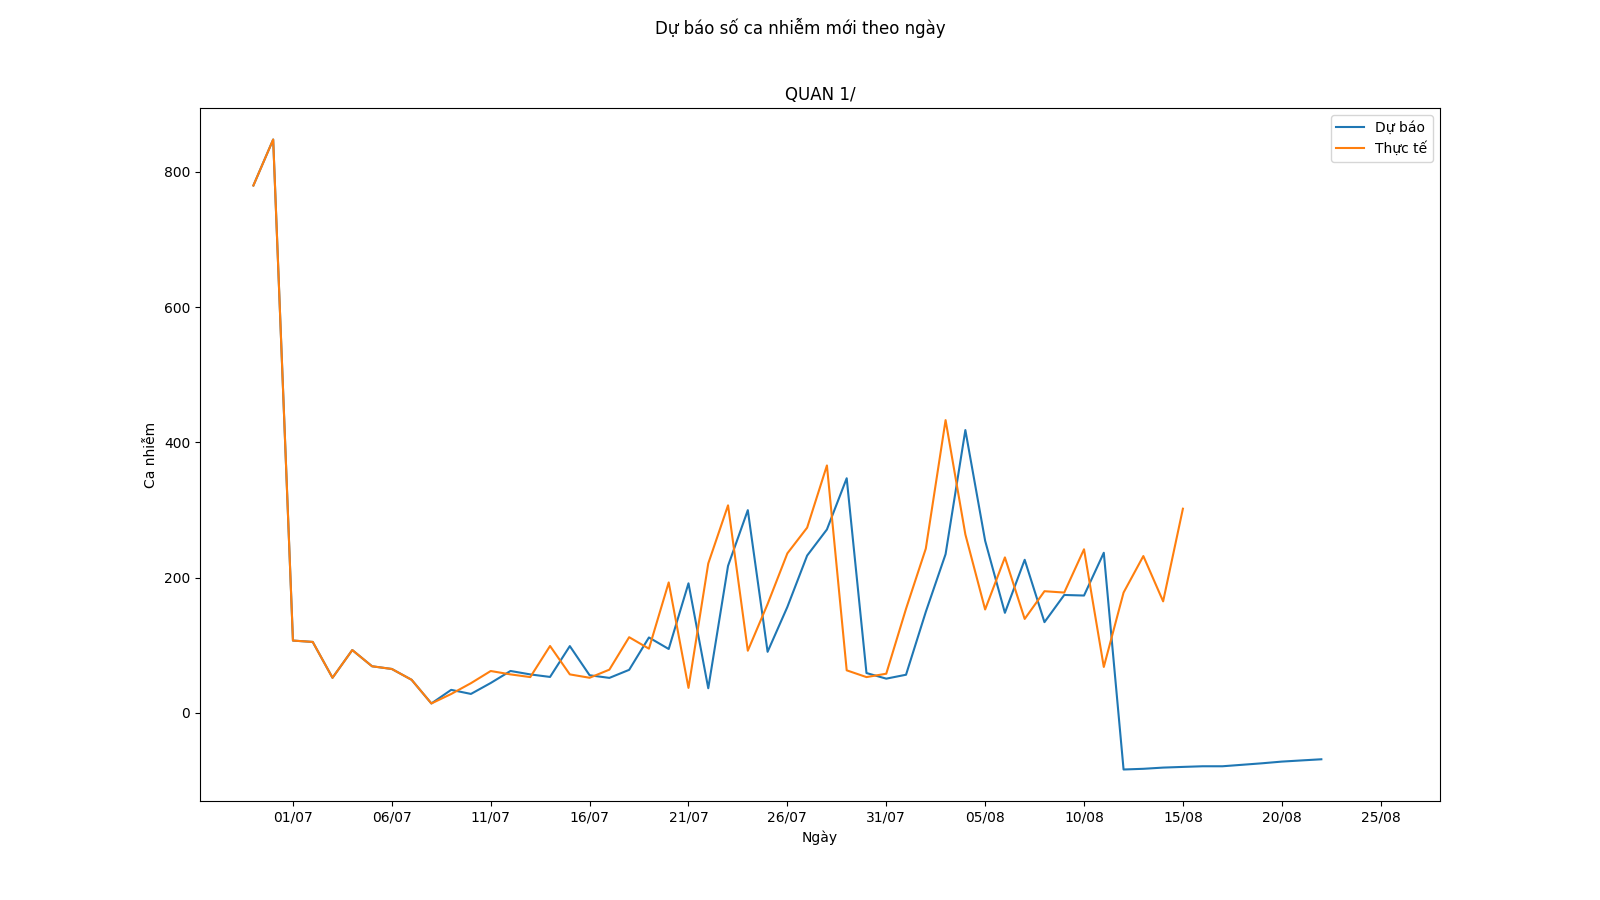 Dự báo số ca nhiễm mới theo ngày
QUAN 1/
Dự báo
Thực tế
Ca nhiễm
800
600
400
200
0
01/07 06/07 11/07 16/07 21/07 26/07 31/07 05/08 10/08 15/08 20/08 25/08
Ngày